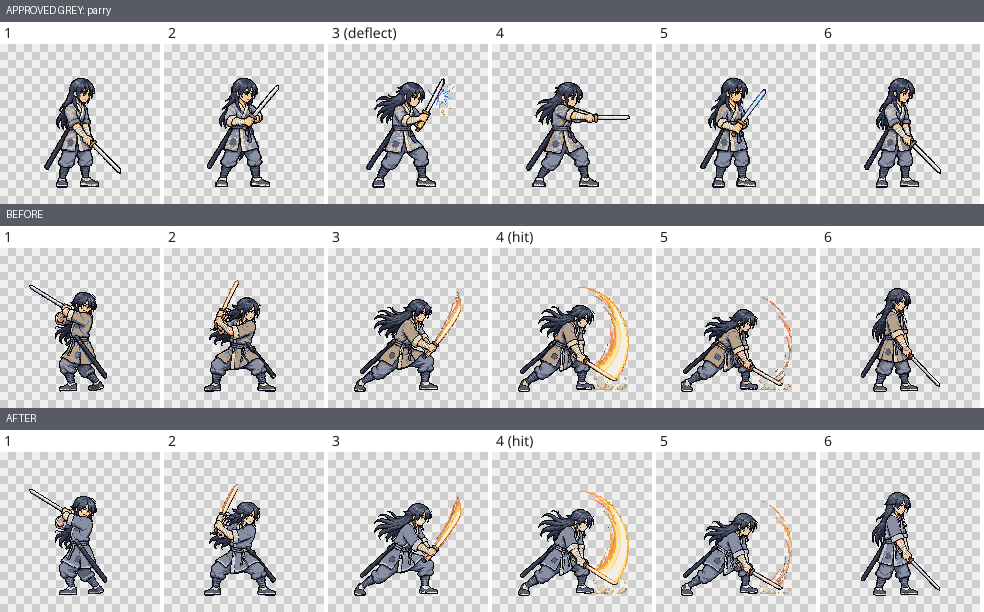 APPROVED GREY: parry
1 2 3 (deflect) 4 5 6
BEFORE
1 2 3 4 (hit) 5 6
AFTER
1 2 3 4 (hit) 5 6